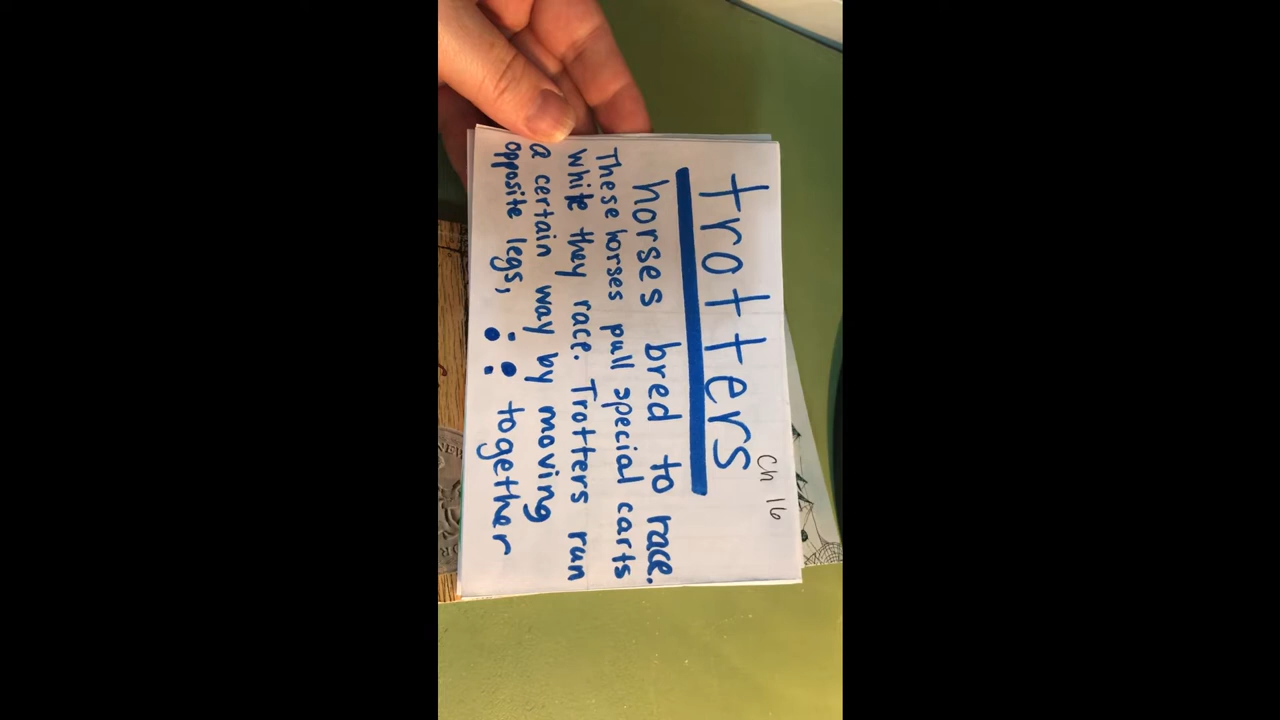 Ch 16
trotters
horses bred to race.
These horses pull special carts
while they race. Trotters run
a certain way by moving
opposite legs, together
NEW